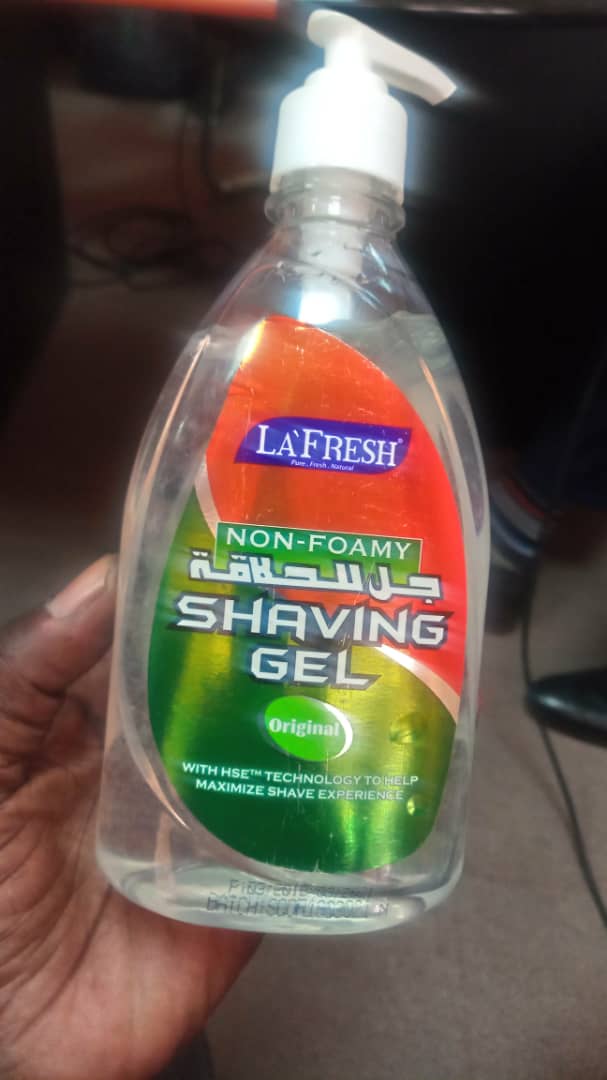 LA`FRESH®
Pure . Fresh . Natural
NON-FOAMY
جل للحلاقة
SHAVING
GEL
Original
WITH HSE™ TECHNOLOGY TO HELP
MAXIMIZE SHAVE EXPERIENCE